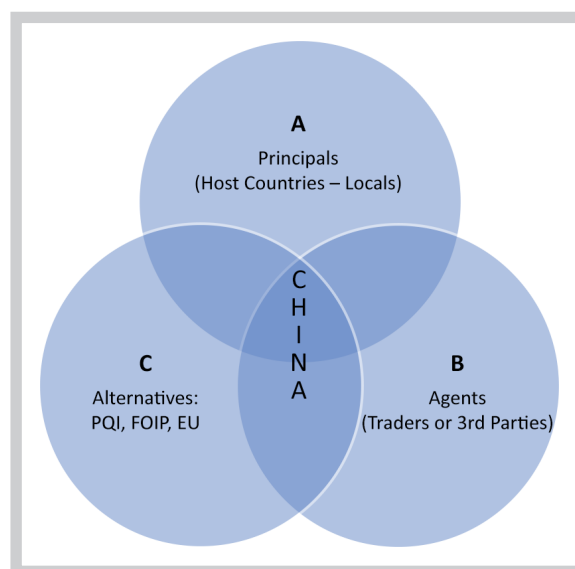 A
Principals
(Host Countries – Locals)
C
H
I
N
A
C
Alternatives:
PQI, FOIP, EU
B
Agents
(Traders or 3rd Parties)